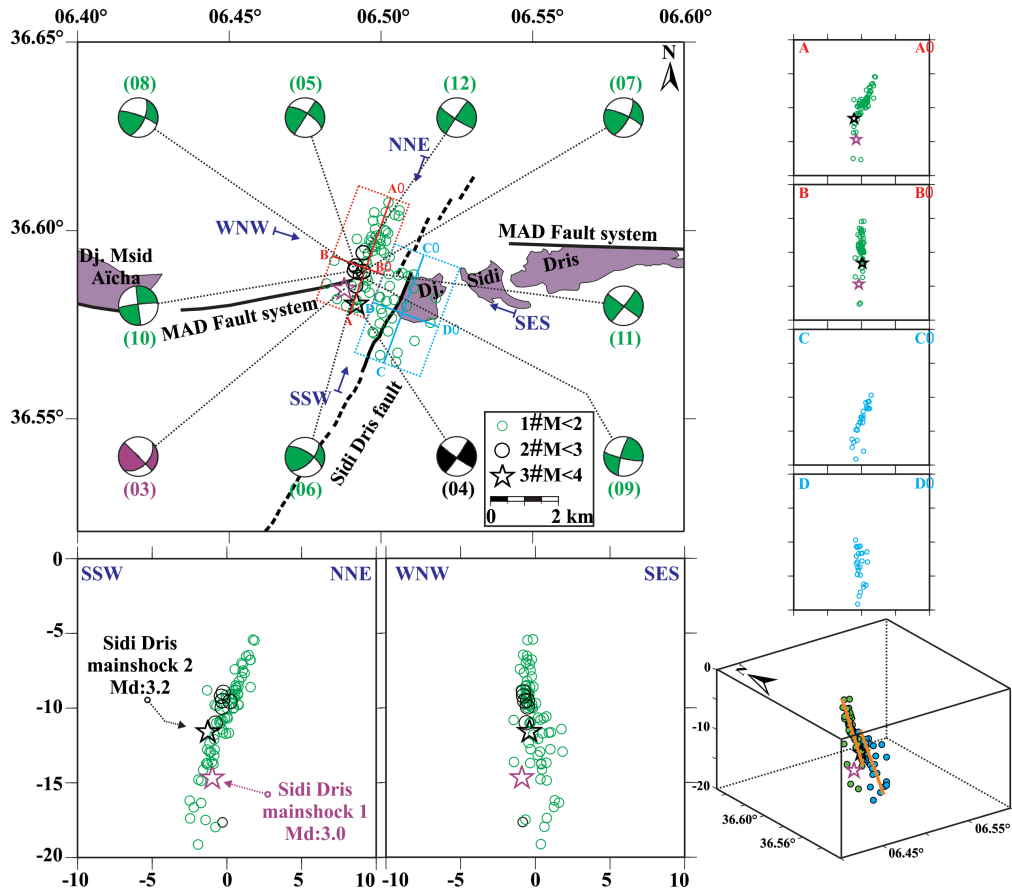 06.40° 06.45° 06.50° 06.55° 06.60°
36.65°
36.60°
36.55°
N
(08) (05) (12) (07)
NNE
WNW
A0
C0
B
B0
MAD Fault system
Dj. Msid
Aïcha
Dj.
Sidi
Dris
MAD Fault system
D
D0
A
C
SES
SSW
(10)
(11)
Sidi Dris fault
1#M<2
2#M<3
3#M<4
0 2 km
(03) (06) (04) (09)
A A0
B B0
C C0
D D0
0
-5
-10
-15
-20
SSW NNE
Sidi Dris
mainshock 2
Md:3.2
Sidi Dris
mainshock 1
Md:3.0
-10 -5 0 5 10
WNW SES
-5 0 5 10
N
0
-10
-20
36.60°
36.56°
06.45°
06.55°